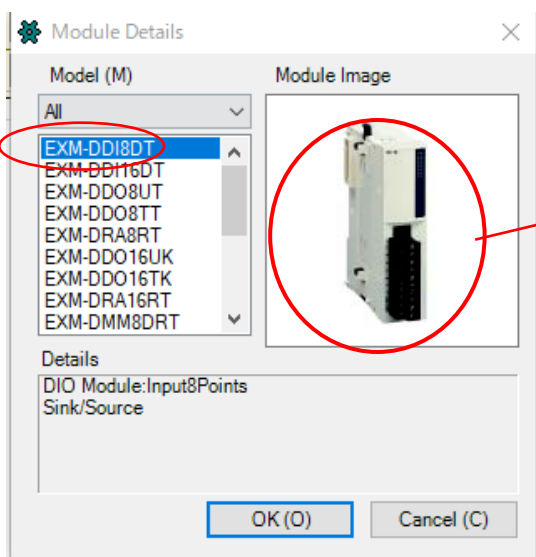 Module Details
Model (M)
Module Image
All
EXM-DDI8DT
EXM-DDI16DT
EXM-DDO8UT
EXM-DDO8TT
EXM-DRA8RT
EXM-DDO16UK
EXM-DDO16TK
EXM-DRA16RT
EXM-DMM8DRT
Details
DIO Module:Input8Points
Sink/Source
OK (O)
Cancel (C)